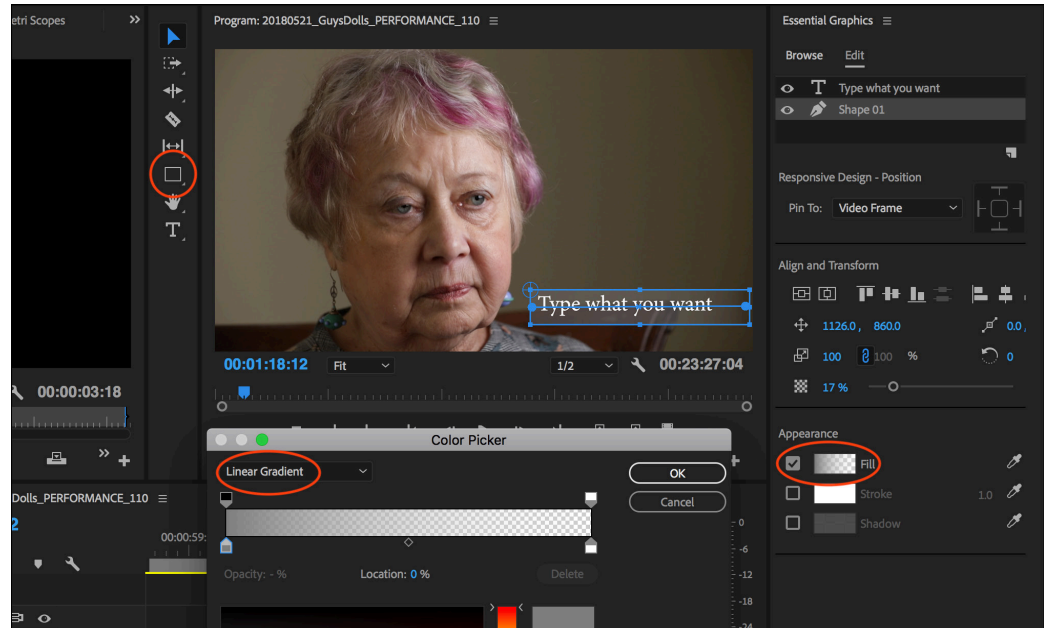 etri Scopes >>
Program: 20180521_GuysDolls_PERFORMANCE_110
Essential Graphics
Browse Edit
T Type what you want
Shape 01
Responsive Design - Position
Pin To: Video Frame
T
Align and Transform
Type what you want
1126.0, 860.0 0.0,
00:01:18:12 Fit 1/2 00:23:27:04
100 100 % 0
17 %
00:00:03:18
Appearance
Color Picker
>> +
Linear Gradient
OK
Fill
Cancel
Stroke 1.0
Dolls_PERFORMANCE_110
Shadow
2
00:00:59:
0
-6
Opacity: - % Location: 0 % Delete
-12
-18
-24